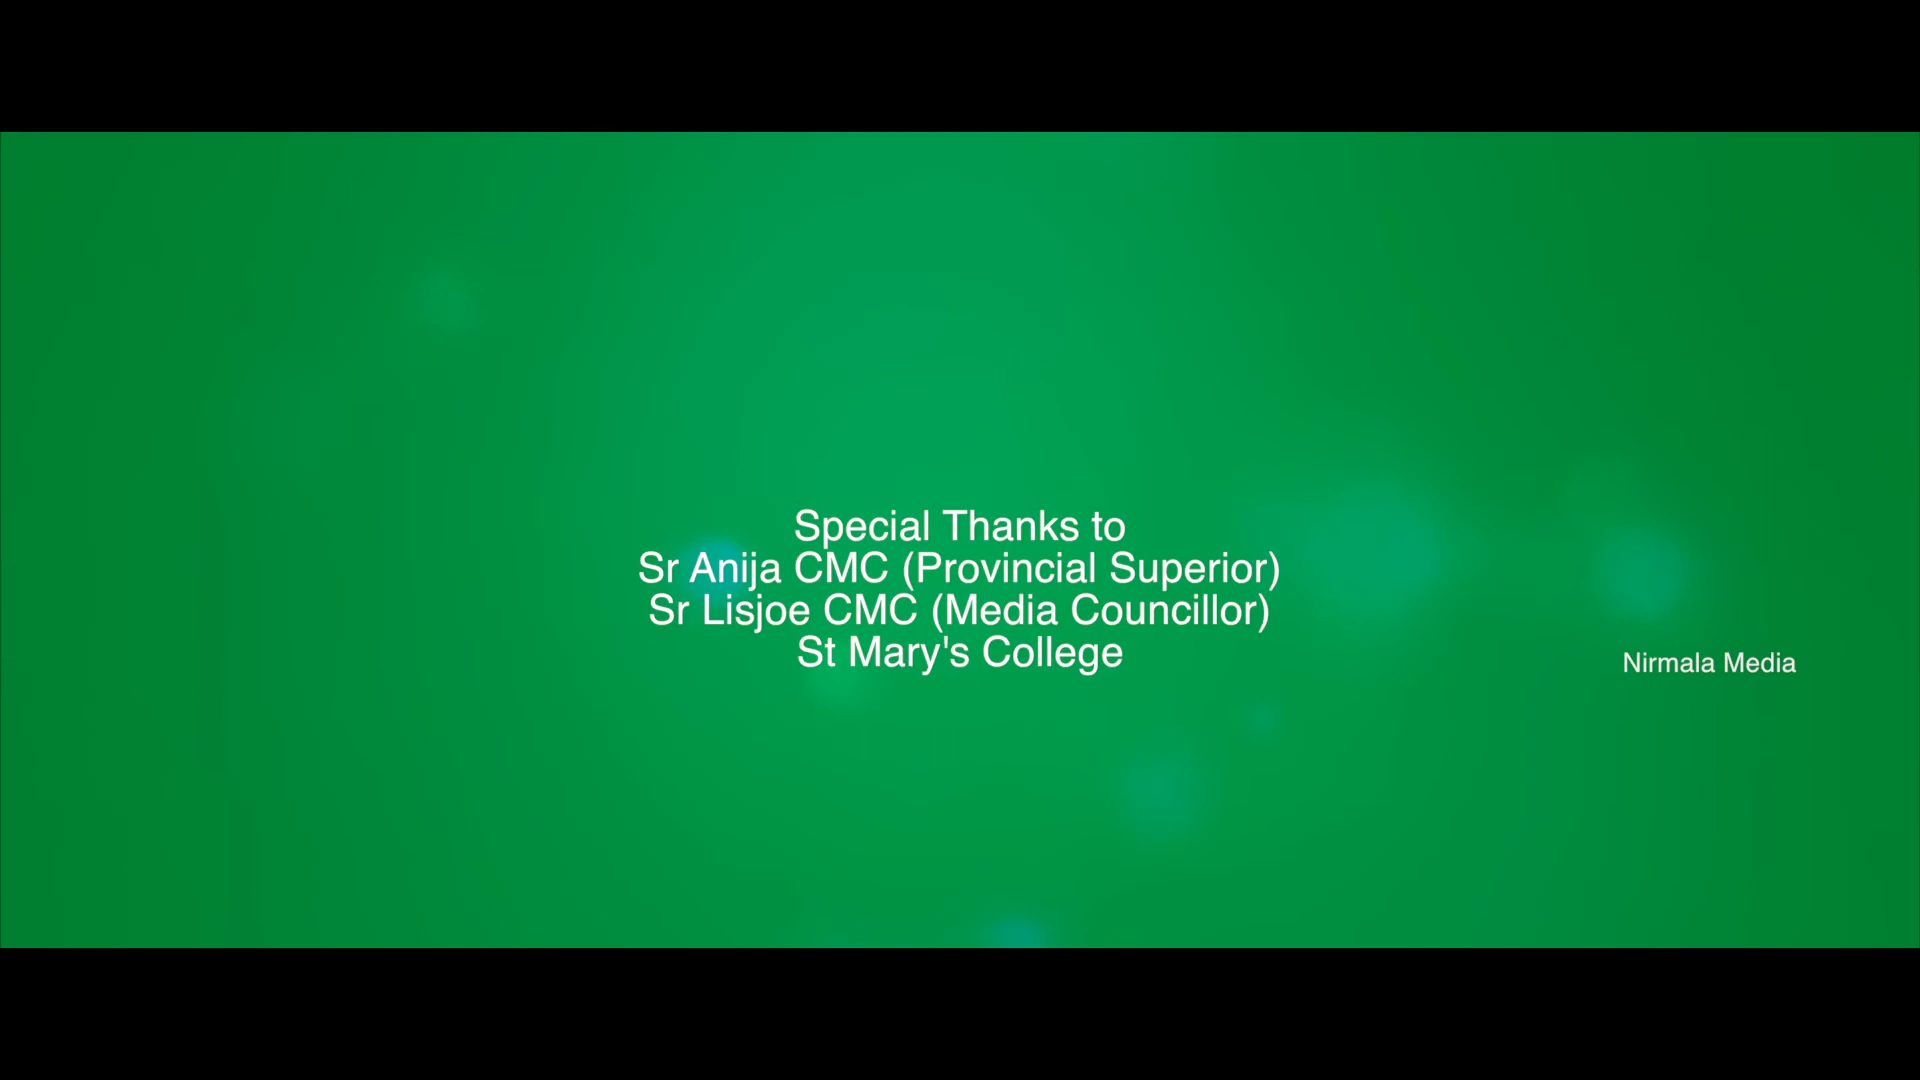 Special Thanks to
Sr Anija CMC (Provincial Superior)
Sr Lisjoe CMC (Media Councillor)
St Mary's College
Nirmala Media